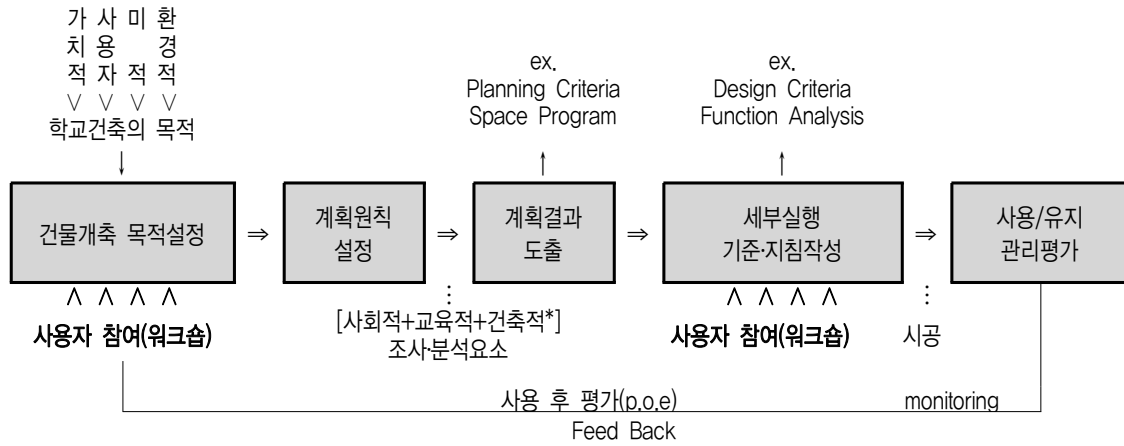 가치적 사용자 미적 환경적
∨ ∨ ∨ ∨
학교건축의 목적
↓
ex.
Planning Criteria
Space Program
↑
ex.
Design Criteria
Function Analysis
↑
건물개축 목적설정
⇒
계획원칙
설정
⇒
계획결과
도출
⇒
세부실행
기준·지침작성
⇒
사용/유지
관리평가
∧ ∧ ∧ ∧
사용자 참여(워크숍)
⋮
[사회적+교육적+건축적*]
조사·분석요소
∧ ∧ ∧ ∧
사용자 참여(워크숍)
⋮
시공
사용 후 평가(p.o.e)
monitoring
Feed Back